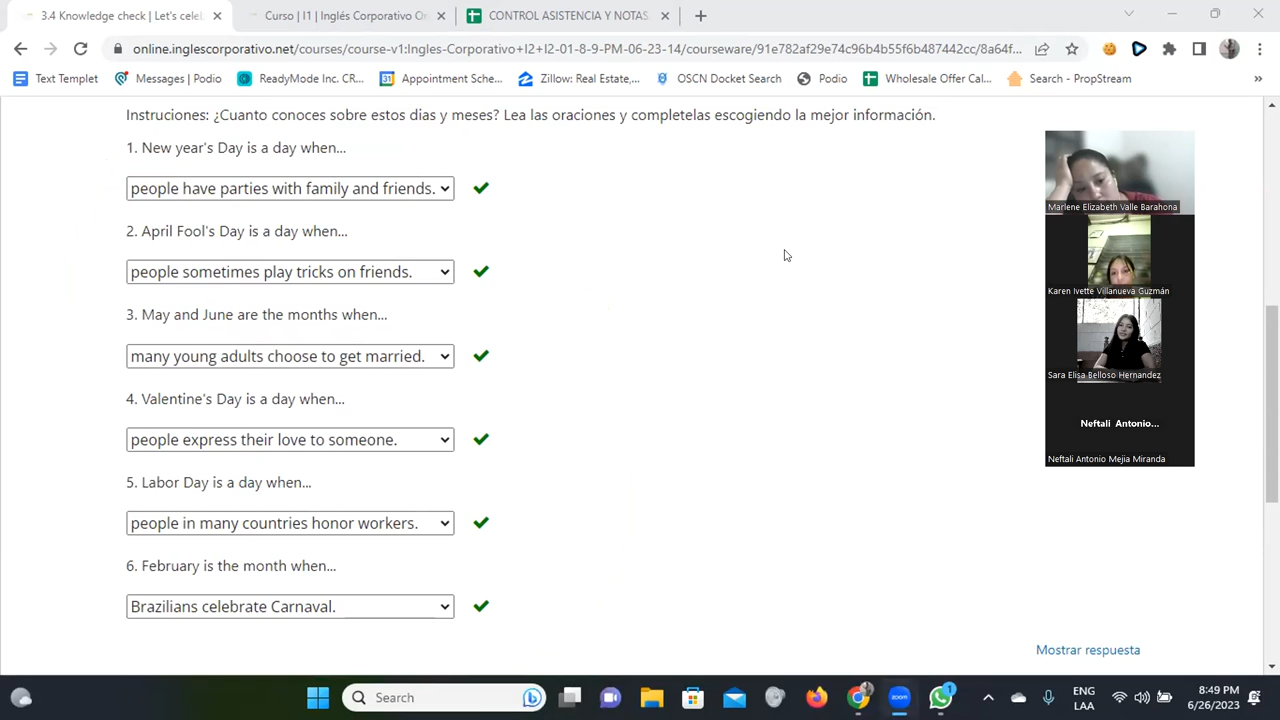 3.4 Knowledge check | Let's celeb
Curso | I1 | Inglés Corporativo On
CONTROL ASISTENCIA Y NOTAS
online.inglescorporativo.net/courses/course-v1:Ingles-Corporativo+I2+I2-01-8-9-PM-06-23-14/courseware/91e782af29e74c96b4b55f6b487442cc/8a64f...
Text Templet
Messages | Podio
ReadyMode Inc. CR...
Appointment Sche...
Zillow: Real Estate,...
OSCN Docket Search
Podio
Wholesale Offer Cal...
Search - PropStream
»
Instruciones: ¿Cuanto conoces sobre estos dias y meses? Lea las oraciones y completelas escogiendo la mejor información.
1. New year's Day is a day when...
people have parties with family and friends.
2. April Fool's Day is a day when...
people sometimes play tricks on friends.
3. May and June are the months when...
many young adults choose to get married.
4. Valentine's Day is a day when...
people express their love to someone.
5. Labor Day is a day when...
people in many countries honor workers.
6. February is the month when...
Brazilians celebrate Carnaval.
Mostrar respuesta
Marlene Elizabeth Valle Barahona
Karen Ivette Villanueva Guzmán
Sara Elisa Belloso Hernandez
Neftali Antonio...
Neftali Antonio Mejia Miranda
Search
zoom
1
ENG
LAA
8:49 PM
6/26/2023